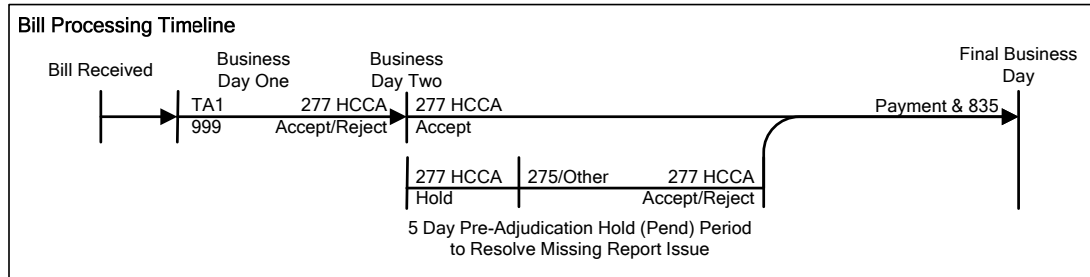 Bill Processing Timeline
Bill Received
Business
Day One
Business
Day Two
Final Business
Day
TA1
999
277 HCCA
Accept/Reject
277 HCCA
Accept
Payment & 835
277 HCCA
Hold
275/Other
277 HCCA
Accept/Reject
5 Day Pre-Adjudication Hold (Pend) Period
to Resolve Missing Report Issue